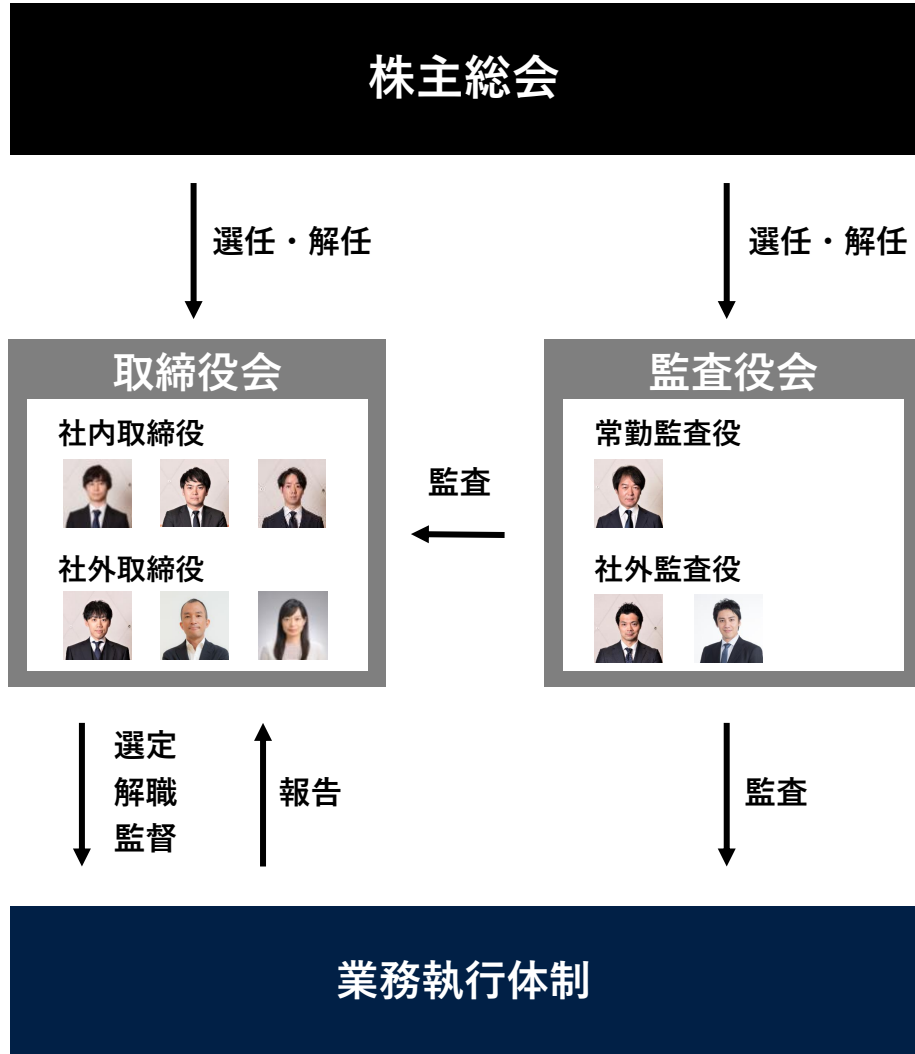 株主総会
選任・解任
選任・解任
取締役会
社内取締役
社外取締役
監査
監査役会
常勤監査役
社外監査役
選定
解職
監督
報告
監査
業務執行体制